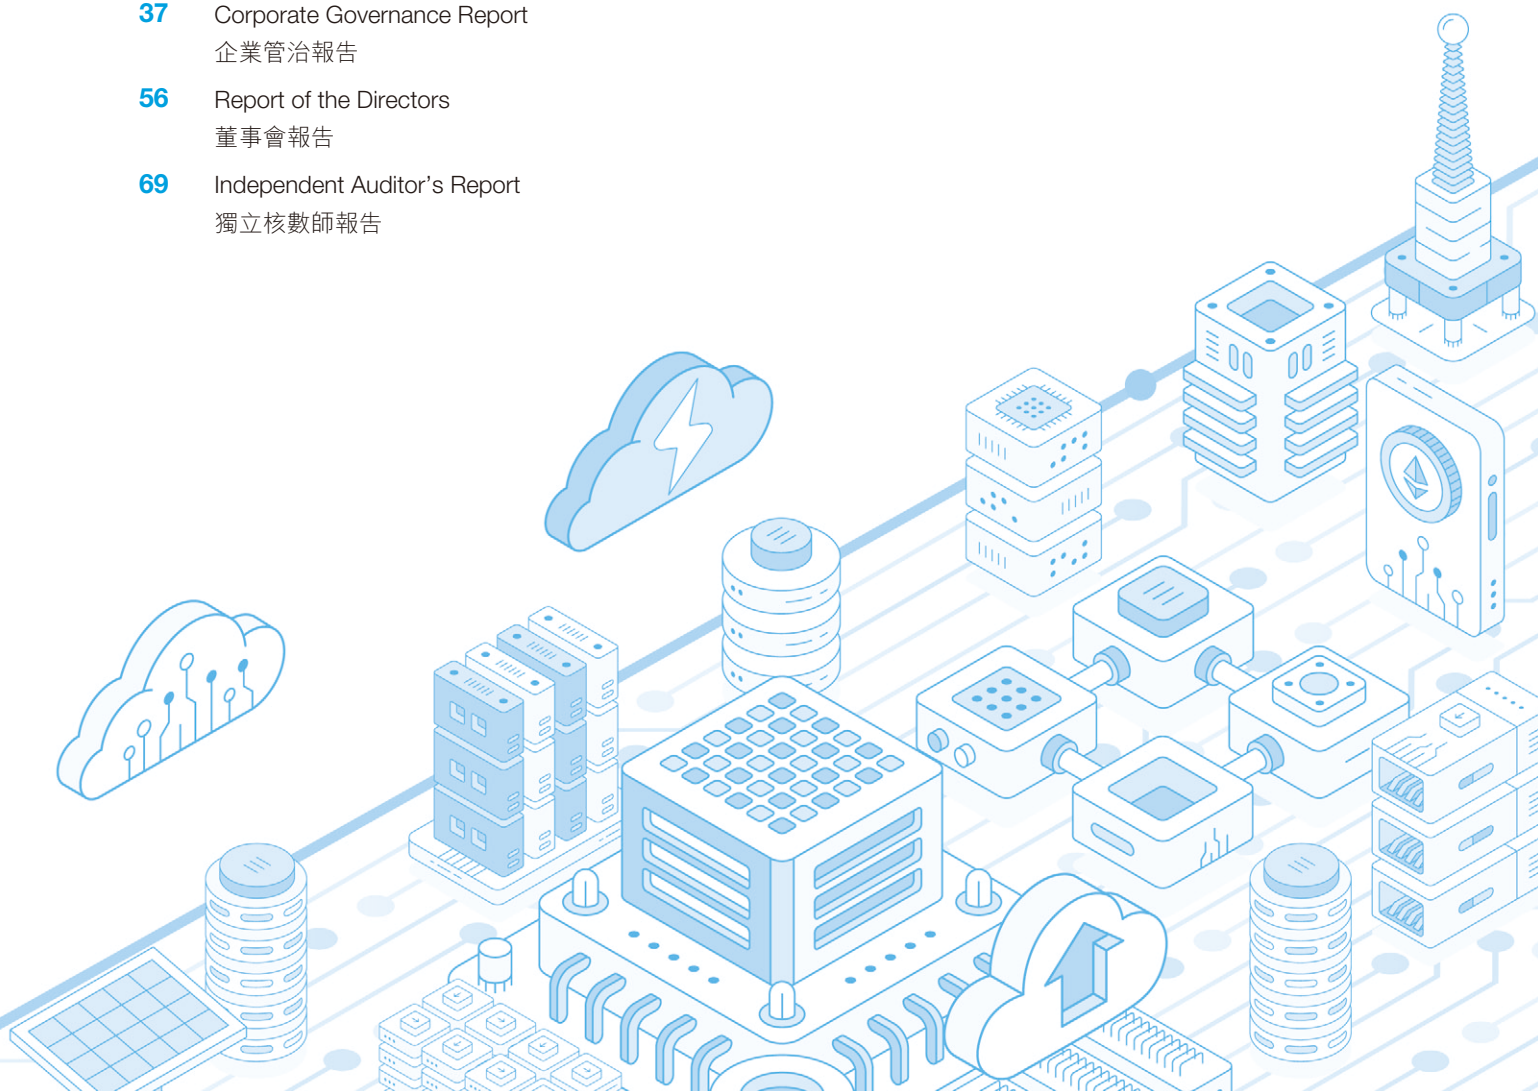 37 Corporate Governance Report
企業管治報告
56 Report of the Directors
董事會報告
69 Independent Auditor's Report
獨立核數師報告